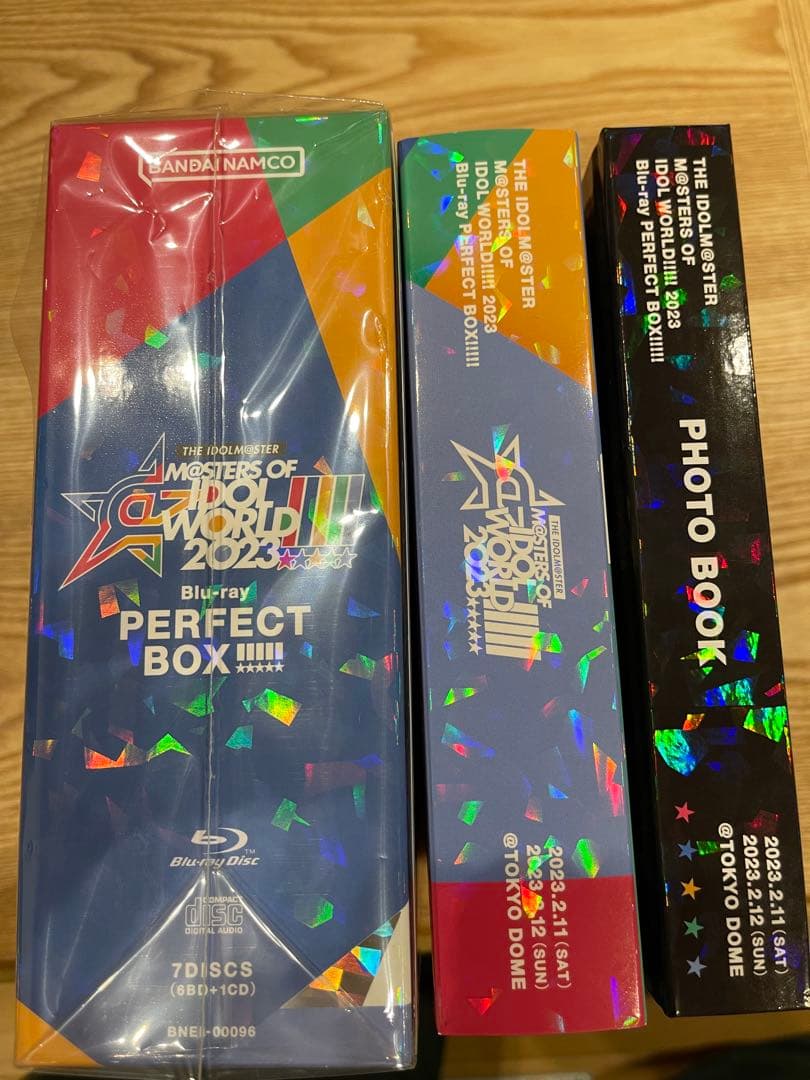 BANDAI NAMCO
THE IDOLM@STER
M@STERS OF
IDOL
WORLD!!!!!
2023
Blu-ray
PERFECT
BOX!!!!!
Blu-ray Disc™
COMPACT
disc
DIGITAL AUDIO
7DISCS
(6BD+1CD)
BNEI-00096
THE IDOLM@STER
M@STERS OF
IDOL WORLD!!!!! 2023
Blu-ray PERFECT BOX!!!!!
THE IDOLM@STER
M@STERS OF
IDOL
WORLD!!!!!
2023
2023.2.11 (SAT)
2023.2.12 (SUN)
@TOKYO DOME
THE IDOLM@STER
M@STERS OF
IDOL WORLD!!!!! 2023
Blu-ray PERFECT BOX!!!!!
PHOTO BOOK
2023.2.11 (SAT)
2023.2.12 (SUN)
@TOKYO DOME